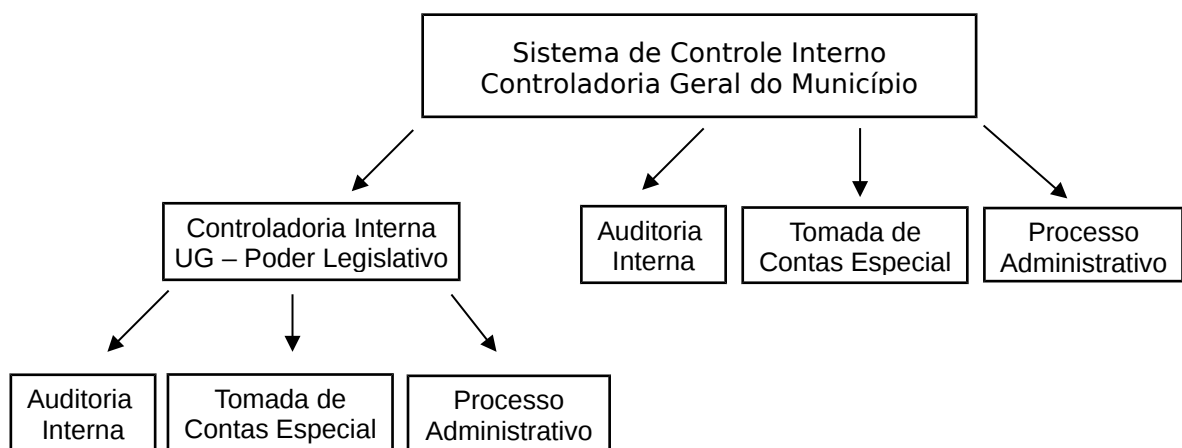 Sistema de Controle Interno
Controladoria Geral do Município
Controladoria Interna
UG – Poder Legislativo
Auditoria
Interna
Tomada de
Contas Especial
Processo
Administrativo
Auditoria
Interna
Tomada de
Contas Especial
Processo
Administrativo